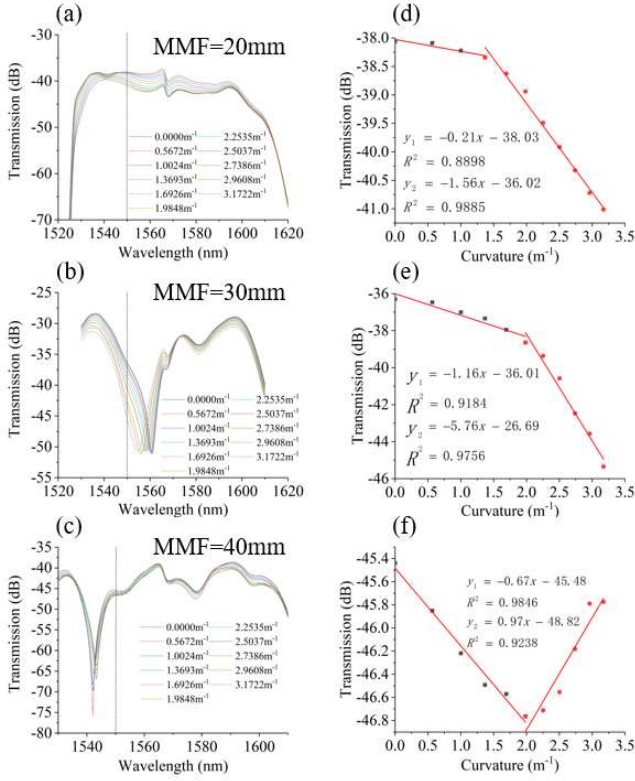 (a)
MMF=20mm
Transmission (dB)
-30
-40
-50
-60
-70
0.0000m⁻¹ 2.2535m⁻¹
0.5672m⁻¹ 2.5037m⁻¹
1.0024m⁻¹ 2.7386m⁻¹
1.3693m⁻¹ 2.9608m⁻¹
1.6926m⁻¹ 3.1722m⁻¹
1.9848m⁻¹
1520 1540 1560 1580 1600 1620
Wavelength (nm)
(d)
Transmission (dB)
-38.0
-38.5
-39.0
-39.5
-40.0
-40.5
-41.0
y₁ = -0.21x - 38.03
R² = 0.8898
y₂ = -1.56x - 36.02
R² = 0.9885
0.0 0.5 1.0 1.5 2.0 2.5 3.0 3.5
Curvature (m⁻¹)
(b)
MMF=30mm
Transmission (dB)
-25
-30
-35
-40
-45
-50
-55
0.0000m⁻¹ 2.2535m⁻¹
0.5672m⁻¹ 2.5037m⁻¹
1.0024m⁻¹ 2.7386m⁻¹
1.3693m⁻¹ 2.9608m⁻¹
1.6926m⁻¹ 3.1722m⁻¹
1.9848m⁻¹
1520 1540 1560 1580 1600 1620
Wavelength (nm)
(e)
Transmission (dB)
-36
-38
-40
-42
-44
-46
y₁ = -1.16x - 36.01
R² = 0.9184
y₂ = -5.76x - 26.69
R² = 0.9756
0.0 0.5 1.0 1.5 2.0 2.5 3.0 3.5
Curvature (m⁻¹)
(c)
MMF=40mm
Transmission (dB)
-35
-40
-45
-50
-55
-60
-65
-70
-75
-80
0.0000m⁻¹ 2.2535m⁻¹
0.5672m⁻¹ 2.5037m⁻¹
1.0024m⁻¹ 2.7386m⁻¹
1.3693m⁻¹ 2.9608m⁻¹
1.6926m⁻¹ 3.1722m⁻¹
1.9848m⁻¹
1540 1560 1580 1600
Wavelength (nm)
(f)
Transmission (dB)
-45.4
-45.6
-45.8
-46.0
-46.2
-46.4
-46.6
-46.8
y₁ = -0.67x - 45.48
R² = 0.9846
y₂ = 0.97x - 48.82
R² = 0.9238
0.0 0.5 1.0 1.5 2.0 2.5 3.0 3.5
Curvature (m⁻¹)